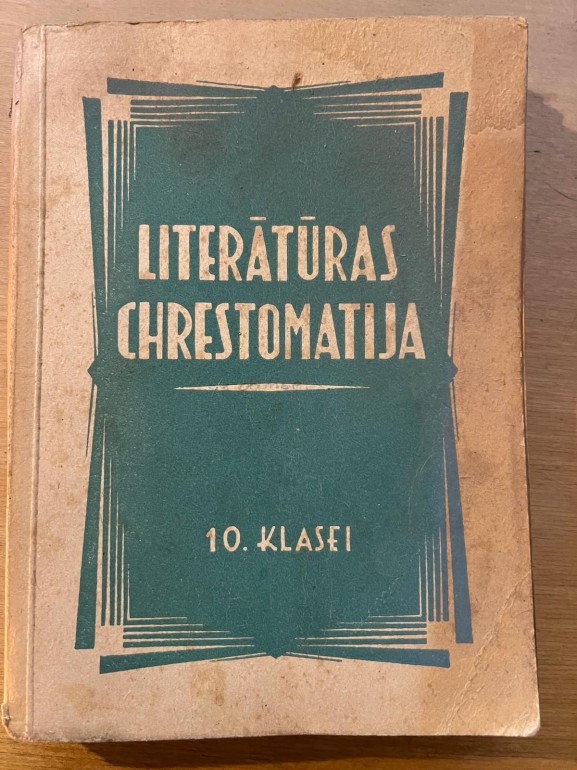 LITERĀTŪRAS
CHRESTOMATIJA
10. KLASEI